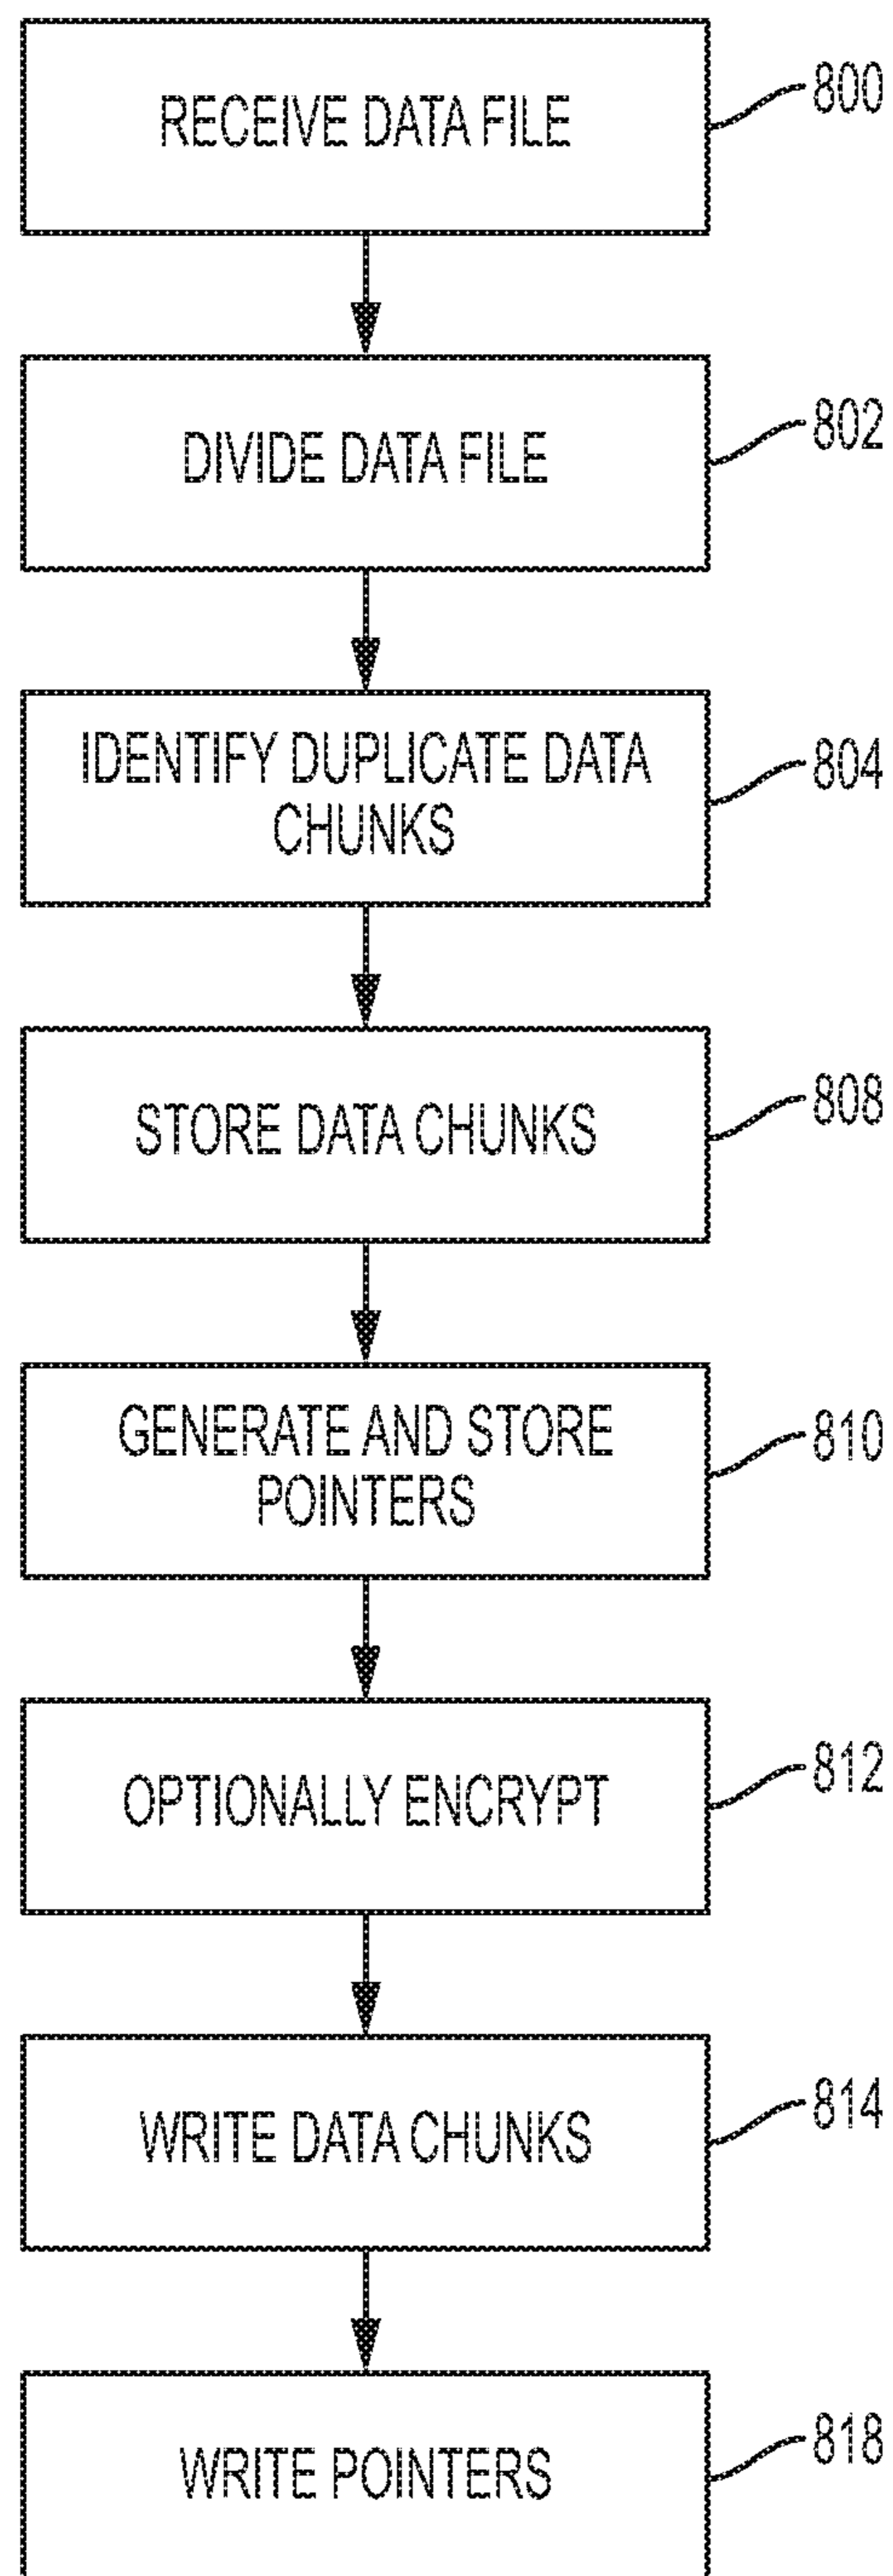 RECEIVE DATA FILE
800
DIVIDE DATA FILE
802
IDENTIFY DUPLICATE DATA
CHUNKS
804
STORE DATA CHUNKS
808
GENERATE AND STORE
POINTERS
810
OPTIONALLY ENCRYPT
812
WRITE DATA CHUNKS
814
WRITE POINTERS
818